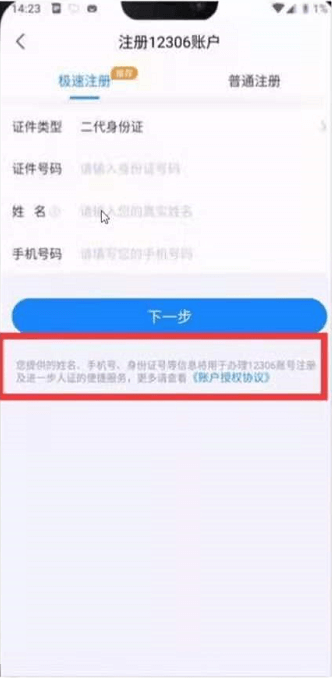 14:23
1%
注册12306账户
极速注册
推荐
普通注册
证件类型 二代身份证
证件号码 请输入身份证号码
姓 名 请输入您的真实姓名
手机号码 请填写您的手机号码
下一步
您提供的姓名、手机号、身份证号等信息将用于办理12306账号注册
及进一步人证的便捷服务，更多请查看《账户授权协议》